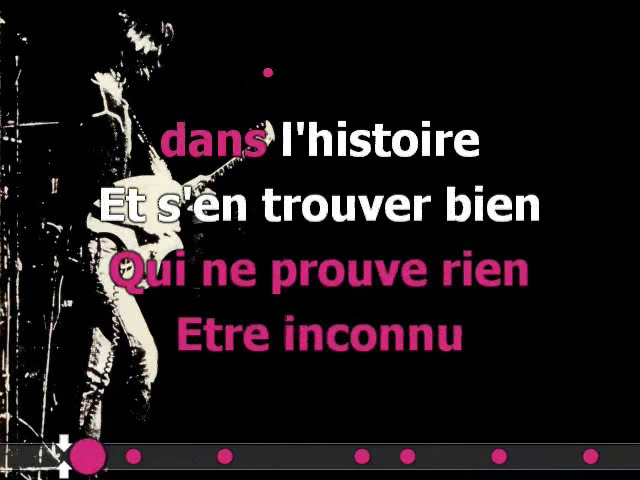 dans l'histoire
Et s'en trouver bien
Qui ne prouve rien
Etre inconnu